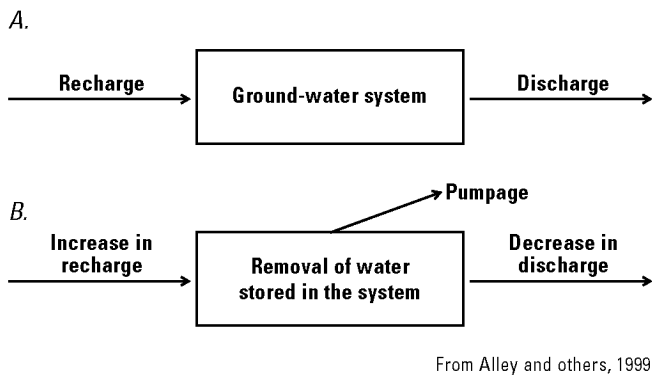 A.
Recharge
Ground-water system
Discharge
Pumpage
B.
Increase in
recharge
Removal of water
stored in the system
Decrease in
discharge
From Alley and others, 1999